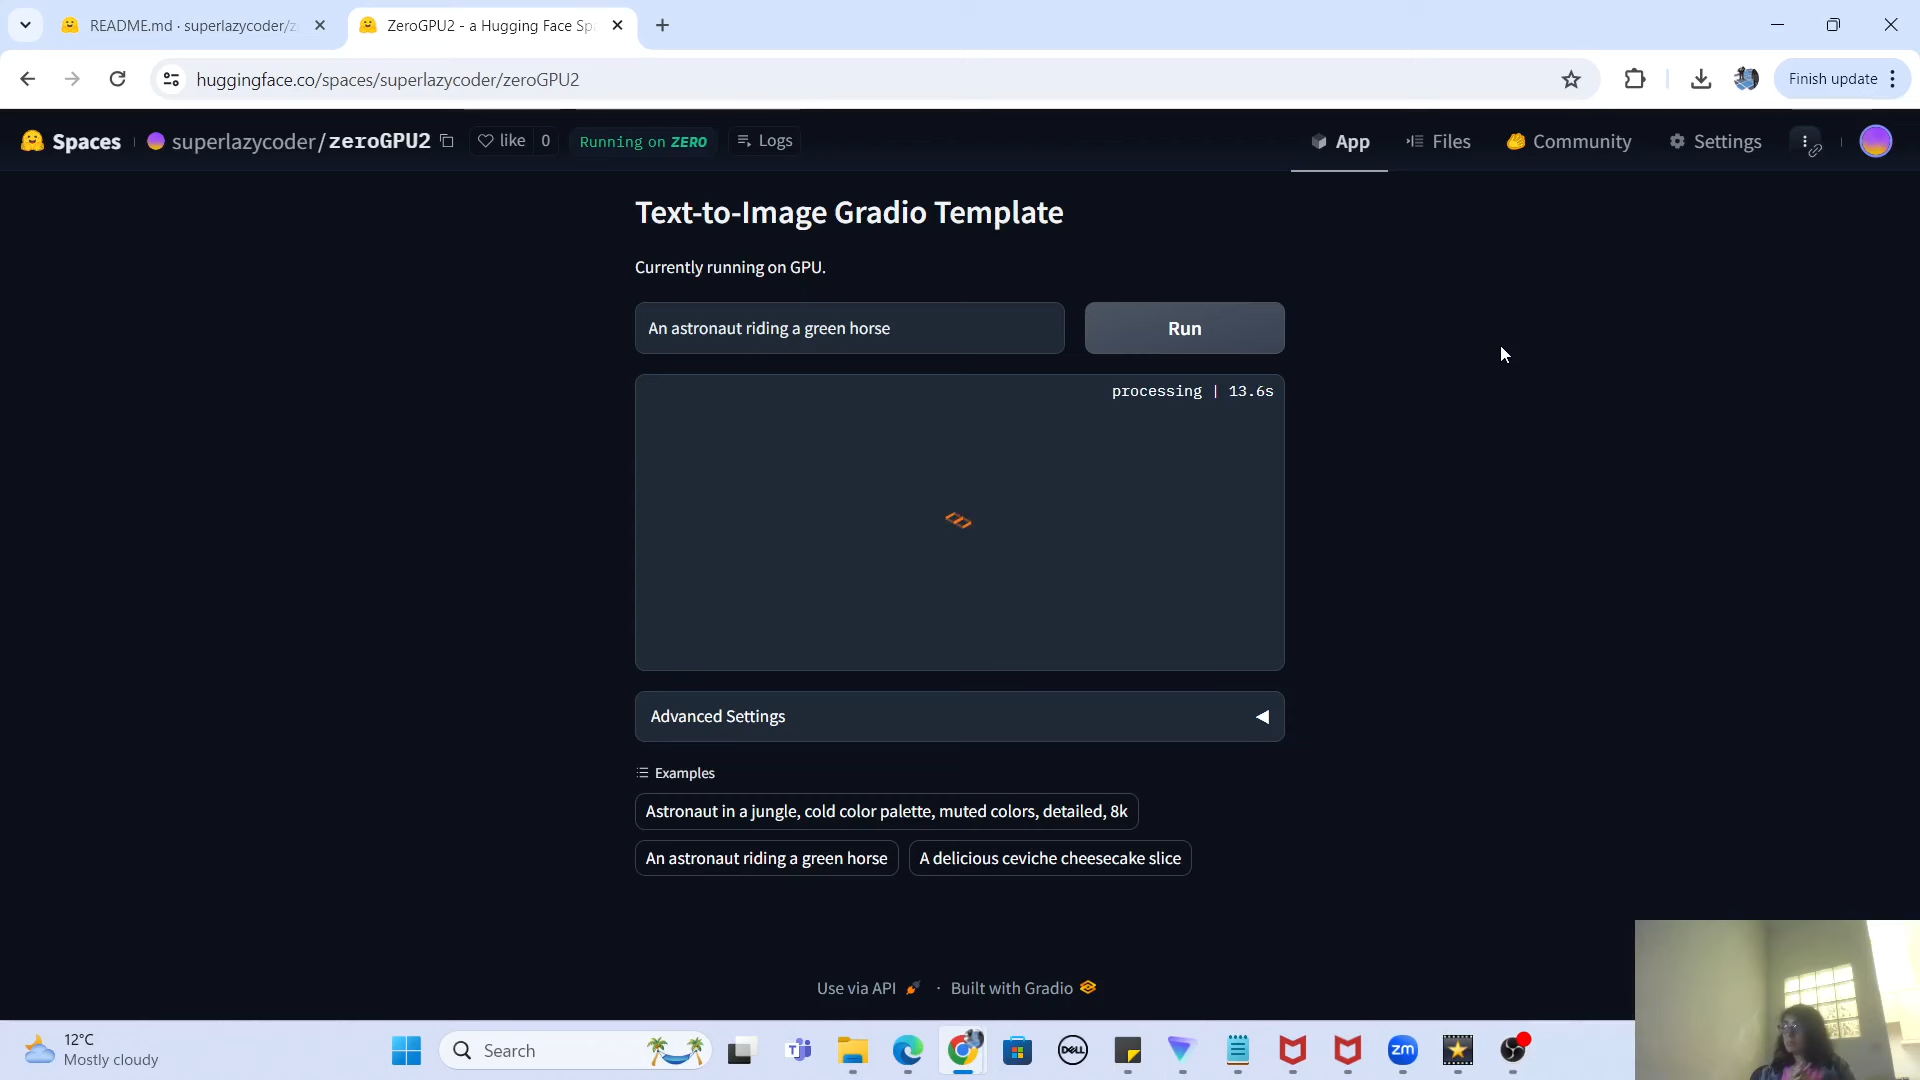 README.md · superlazycoder/z
ZeroGPU2 - a Hugging Face Sp
huggingface.co/spaces/superlazycoder/zeroGPU2
Finish update
Spaces
superlazycoder/zeroGPU2
like 0
Running on ZERO
Logs
App
Files
Community
Settings
Text-to-Image Gradio Template
Currently running on GPU.
An astronaut riding a green horse
Run
processing | 13.6s
Advanced Settings
Examples
Astronaut in a jungle, cold color palette, muted colors, detailed, 8k
An astronaut riding a green horse
A delicious ceviche cheesecake slice
Use via API · Built with Gradio
12°C
Mostly cloudy
Search
DELL
zm